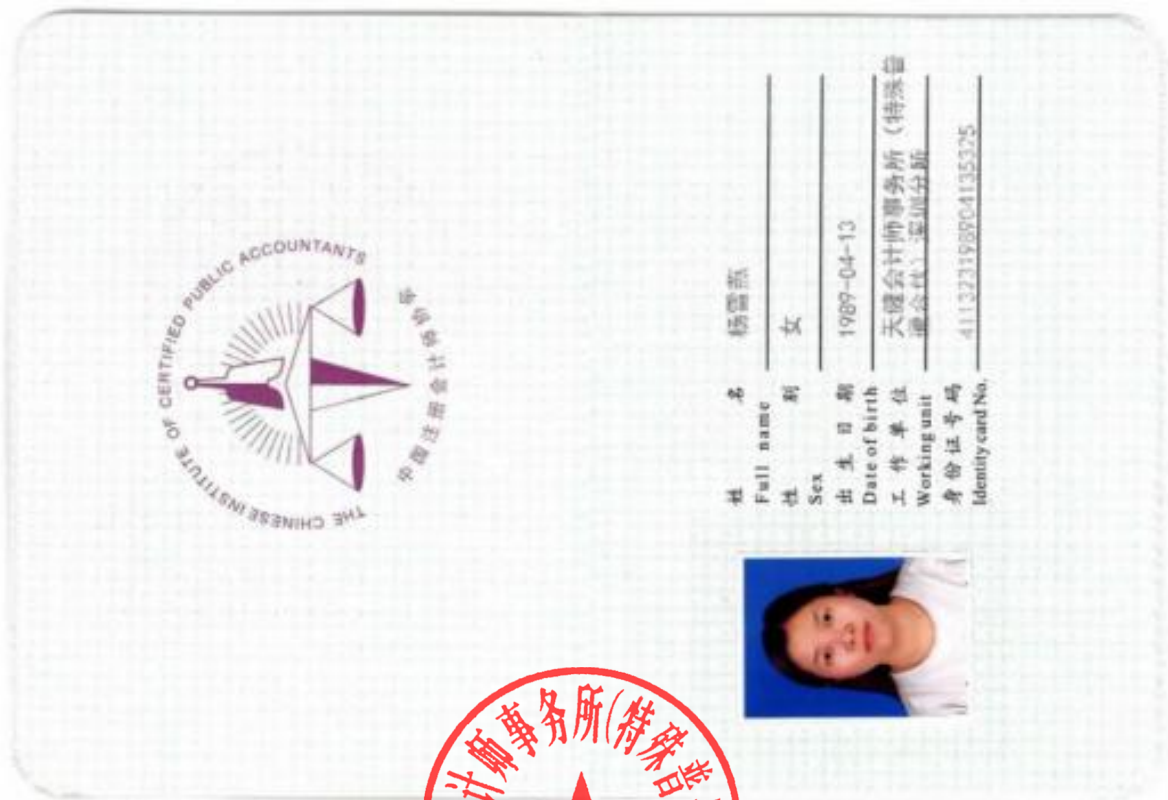 THE CHINESE INSTITUTE OF CERTIFIED PUBLIC ACCOUNTANTS
中国注册会计师协会
姓名 杨雪燕
Full name
性别 女
Sex
出生日期 1989-04-13
Date of birth
工作单位 天健会计师事务所(特殊普
Working unit 通合伙)深圳分所
身份证号码 411323198904135325
Identity card No.
计师事务所(特殊普